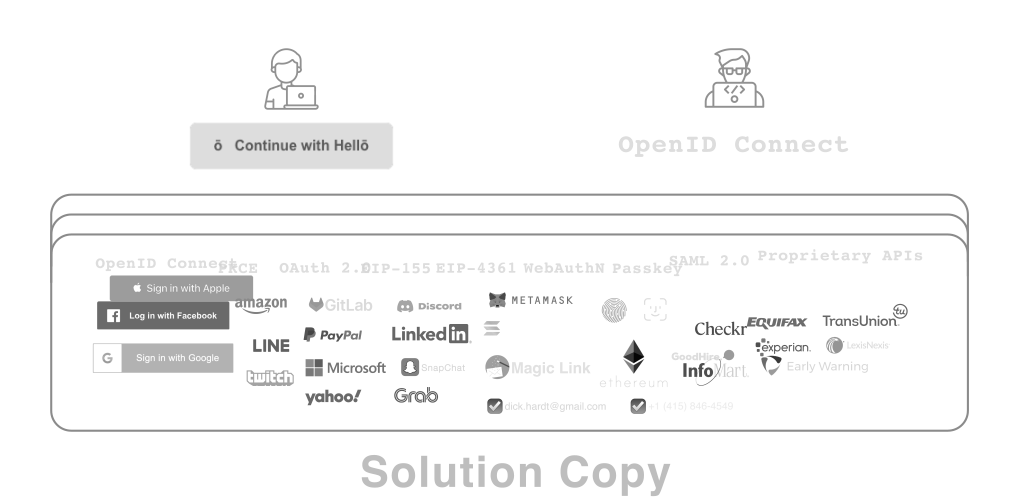 ō Continue with Hellō
OpenID Connect
OpenID Connect
PKCE
OAuth 2.0
EIP-155
EIP-4361
WebAuthN
Passkey
SAML 2.0
Proprietary APIs
Sign in with Apple
Log in with Facebook
G Sign in with Google
amazon
LINE
twitch
GitLab
PayPal
Microsoft
yahoo!
Discord
Linked in
SnapChat
Grab
METAMASK
Magic Link
ethereum
dick.hardt@gmail.com
+1 (415) 848-4549
Checkr
EQUIFAX
TransUnion
tu
GoodHire
experian.
LexisNexis
InfoMart
Early Warning
Solution Copy